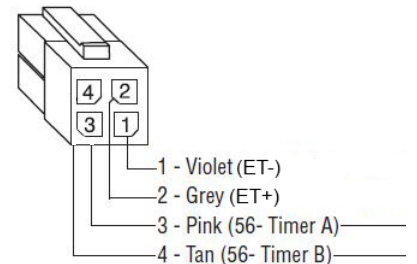 4 2
3 1
1 - Violet (ET-)
2 - Grey (ET+)
3 - Pink (56- Timer A)
4 - Tan (56- Timer B)